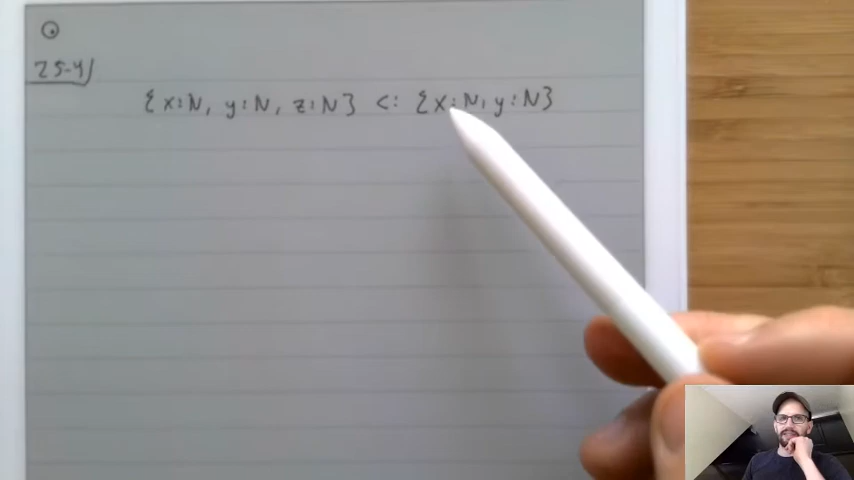 25-4/
{x:N, y:N, z:N} <: {x:N, y:N}